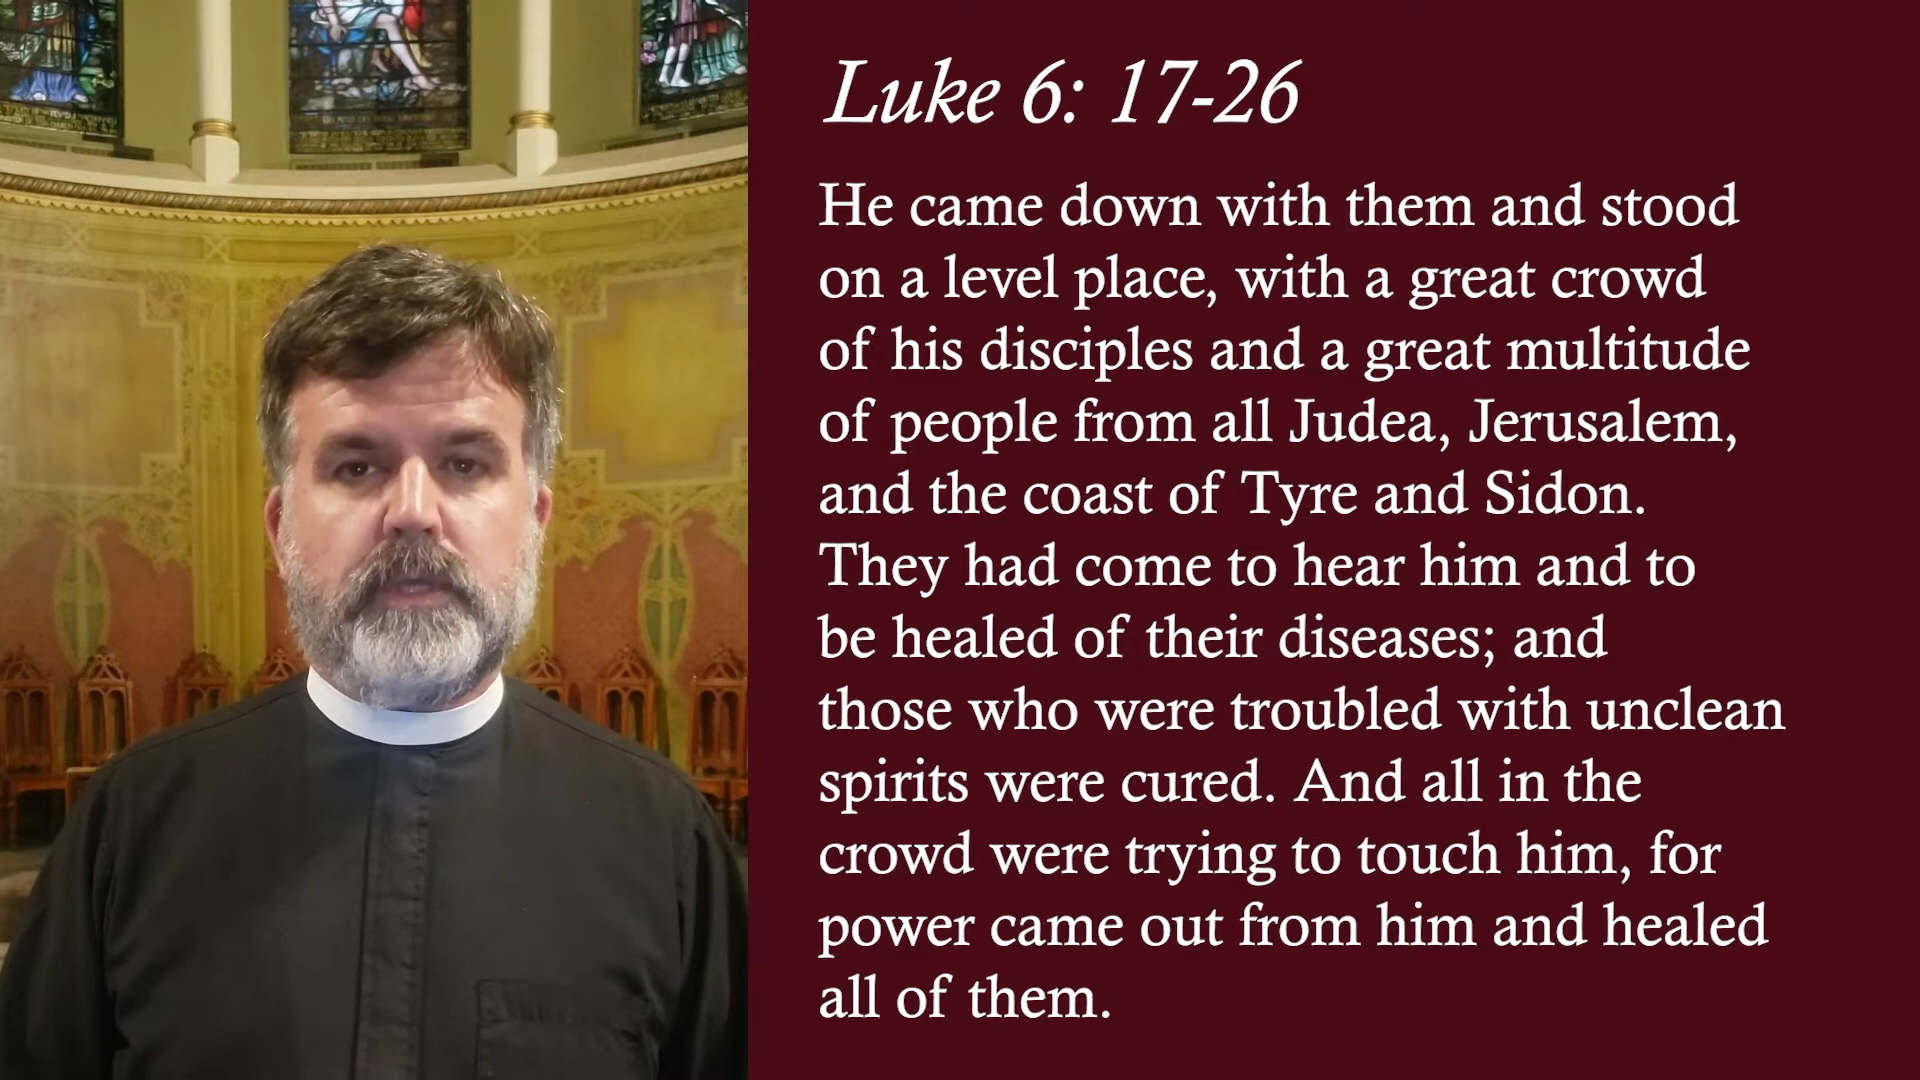 Luke 6: 17-26
He came down with them and stood
on a level place, with a great crowd
of his disciples and a great multitude
of people from all Judea, Jerusalem,
and the coast of Tyre and Sidon.
They had come to hear him and to
be healed of their diseases; and
those who were troubled with unclean
spirits were cured. And all in the
crowd were trying to touch him, for
power came out from him and healed
all of them.